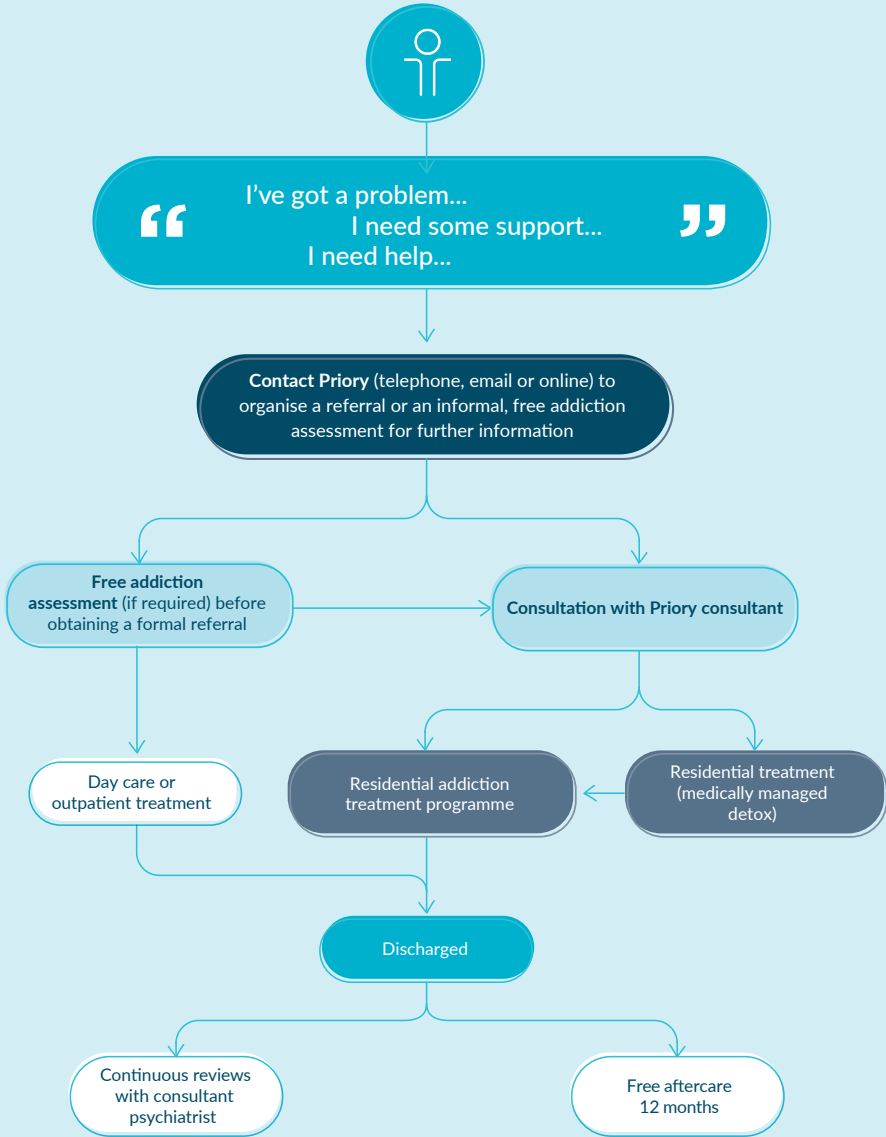 “
I've got a problem...
I need some support...
I need help...
”
Contact Priory (telephone, email or online) to
organise a referral or an informal, free addiction
assessment for further information
Free addiction
assessment (if required) before
obtaining a formal referral
Consultation with Priory consultant
Day care or
outpatient treatment
Residential addiction
treatment programme
Residential treatment
(medically managed
detox)
Discharged
Continuous reviews
with consultant
psychiatrist
Free aftercare
12 months